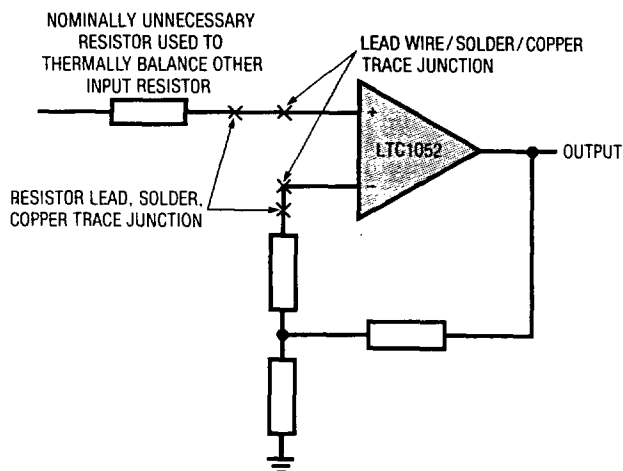 NOMINALLY UNNECESSARY
RESISTOR USED TO
THERMALLY BALANCE OTHER
INPUT RESISTOR
LEAD WIRE/SOLDER/COPPER
TRACE JUNCTION
+
LTC1052
−
OUTPUT
RESISTOR LEAD, SOLDER,
COPPER TRACE JUNCTION